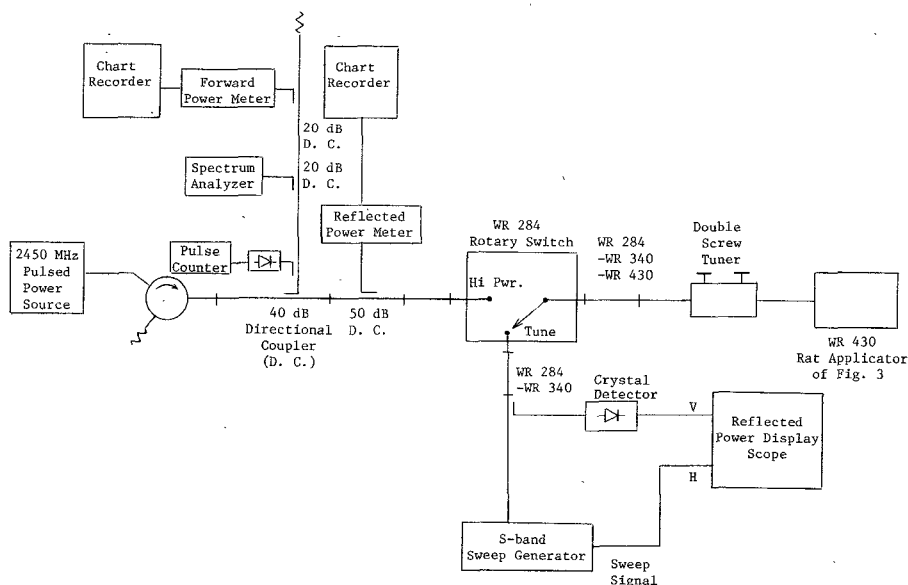 Chart
Recorder
Forward
Power Meter
Chart
Recorder
20 dB
D. C.
Spectrum
Analyzer
20 dB
D. C.
Reflected
Power Meter
2450 MHz
Pulsed
Power
Source
Pulse
Counter
40 dB
Directional
Coupler
(D. C.)
50 dB
D. C.
WR 284
Rotary Switch
Hi Pwr.
Tune
WR 284
-WR 340
-WR 430
Double
Screw
Tuner
WR 430
Rat Applicator
of Fig. 3
WR 284
-WR 340
Crystal
Detector
V
H
Reflected
Power Display
Scope
S-band
Sweep Generator
Sweep
Signal